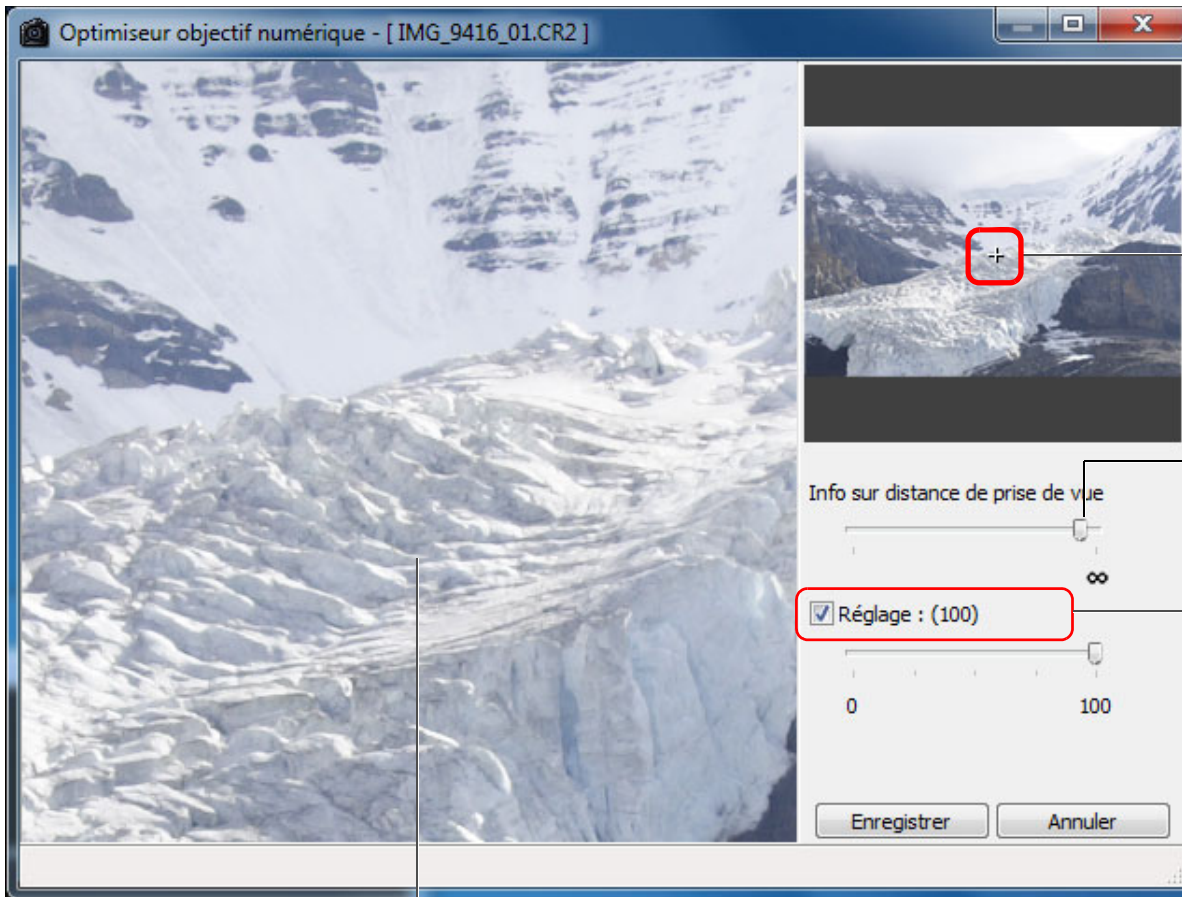 Optimiseur objectif numérique - [ IMG_9416_01.CR2 ]
Info sur distance de prise de vue
∞
Réglage : (100)
0 100
Enregistrer Annuler